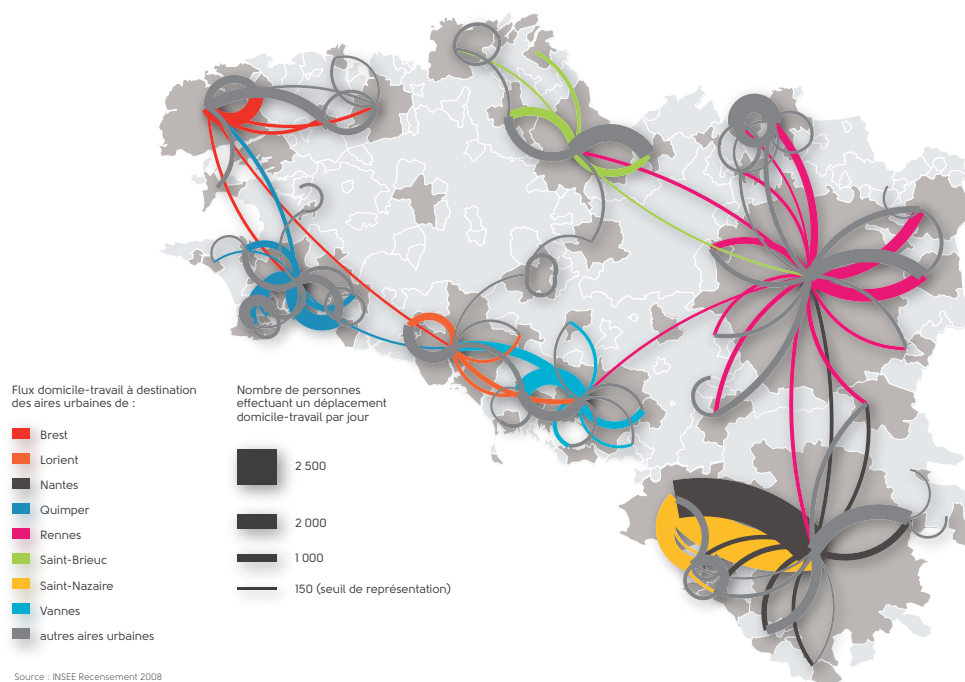 Flux domicile-travail à destination
des aires urbaines de :
Brest
Lorient
Nantes
Quimper
Rennes
Saint-Brieuc
Saint-Nazaire
Vannes
autres aires urbaines
Nombre de personnes
effectuant un déplacement
domicile-travail par jour
2 500
2 000
1 000
150 (seuil de représentation)
Source : INSEE Recensement 2008